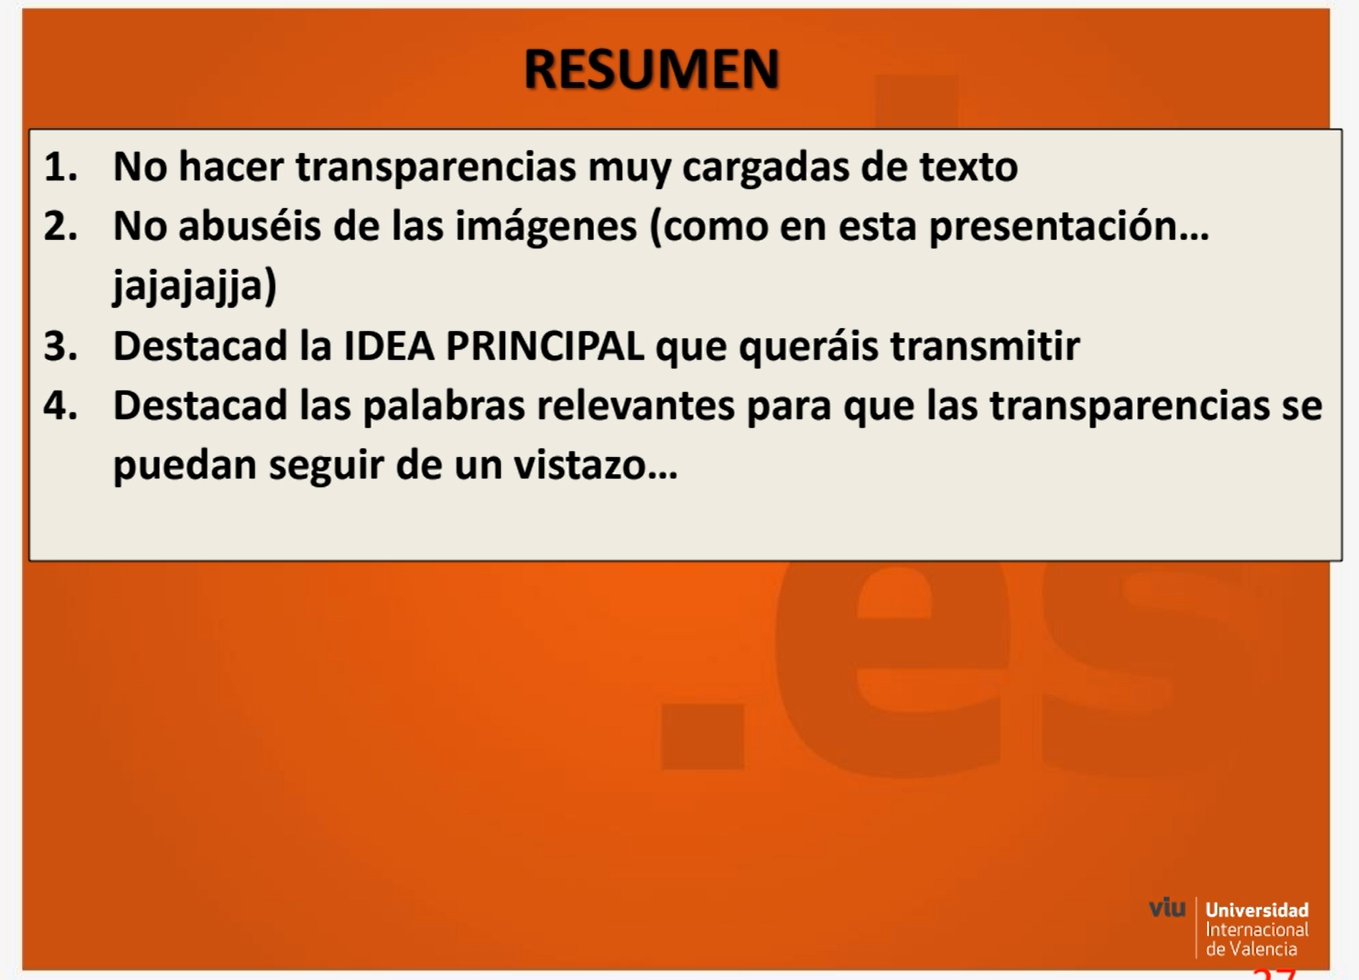 RESUMEN
1. No hacer transparencias muy cargadas de texto
2. No abuséis de las imágenes (como en esta presentación...
jajajajja)
3. Destacad la IDEA PRINCIPAL que queráis transmitir
4. Destacad las palabras relevantes para que las transparencias se
puedan seguir de un vistazo...
.es
viu
Universidad
Internacional
de Valencia